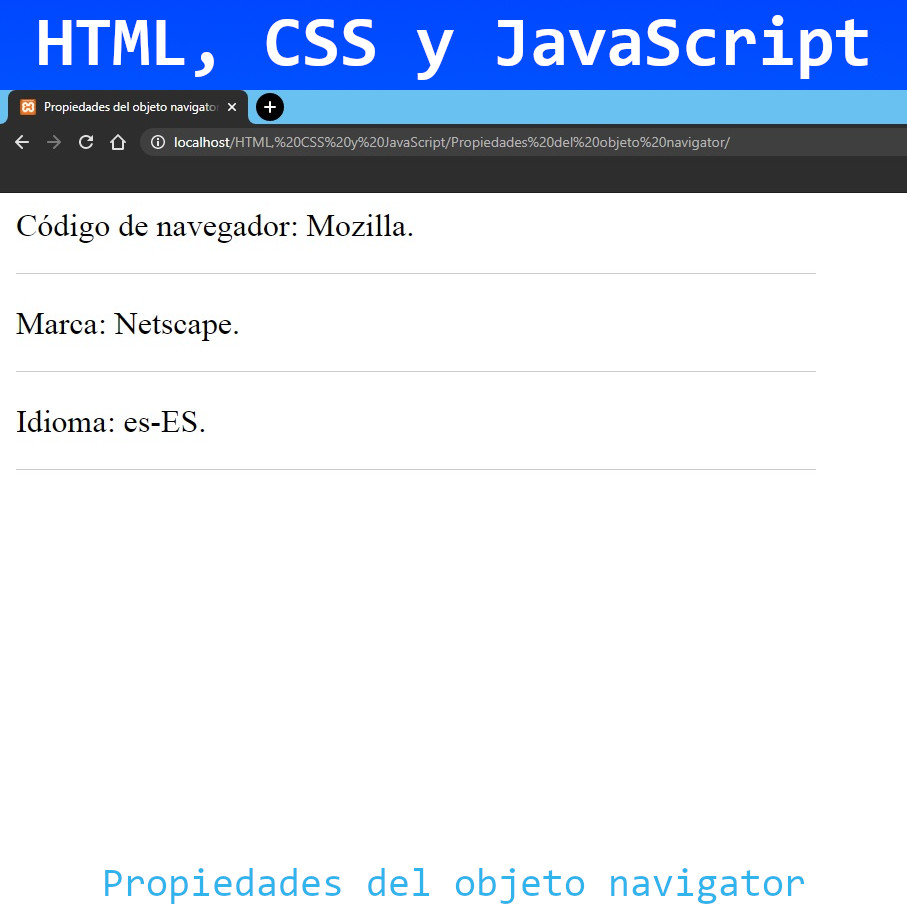 HTML, CSS y JavaScript
Propiedades del objeto navigator
localhost/HTML,%20CSS%20y%20JavaScript/Propiedades%20del%20objeto%20navigator/
Código de navegador: Mozilla.
Marca: Netscape.
Idioma: es-ES.
Propiedades del objeto navigator